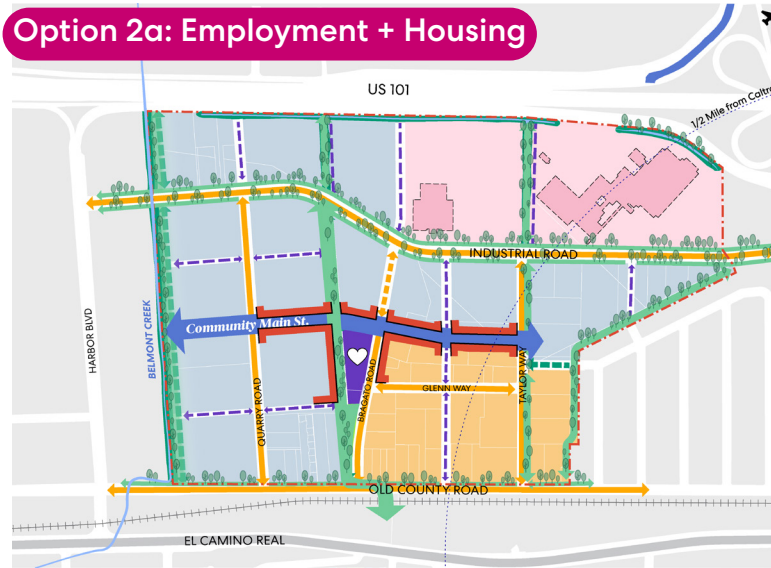 Option 2a: Employment + Housing
US 101
1/2 Mile from Caltr
INDUSTRIAL ROAD
HARBOR BLVD
BELMONT CREEK
Community Main St.
QUARRY ROAD
BRAGATO ROAD
GLENN WAY
TAYLOR WAY
OLD COUNTY ROAD
EL CAMINO REAL